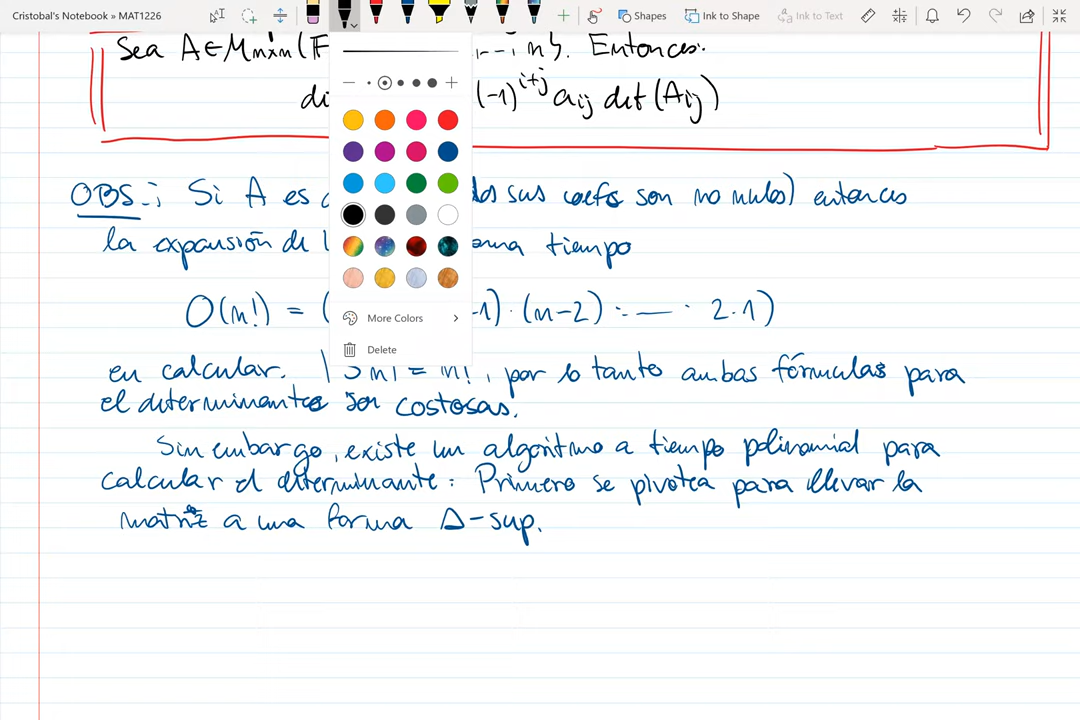 Cristobal's Notebook » MAT1226
Shapes
Ink to Shape
Ink to Text
Sea A∈Mnxn(F ... n}. Entonces:
(-1)^{i+j} aij det(Aij)
OBS.: Si A es ... dos sus coefs son no nulos) entonces
la expansión de ... tiempo
O(n!) = ( ... -1)·(n-2)· — · 2·1)
More Colors
Delete
en calcular. |Sn| = n!, por lo tanto ambas fórmulas para
el determinante son costosas.
Sin embargo, existe un algoritmo a tiempo polinomial para
calcular el determinante: Primero se pivotea para llevar la
matriz a una forma Δ-sup.